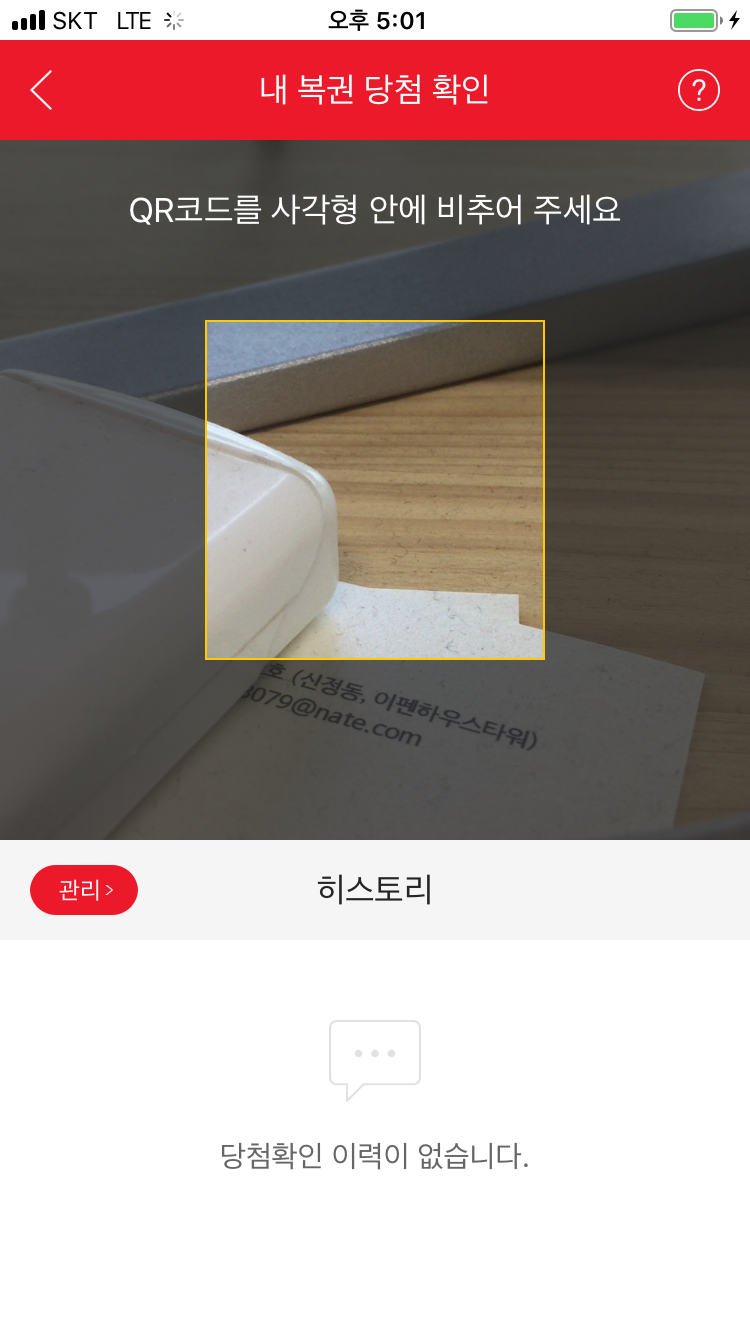 SKT LTE 오후 5:01
내 복권 당첨 확인
?
QR코드를 사각형 안에 비추어 주세요
호 (신정동, 이펜하우스타워)
3079@nate.com
관리 >
히스토리
당첨확인 이력이 없습니다.